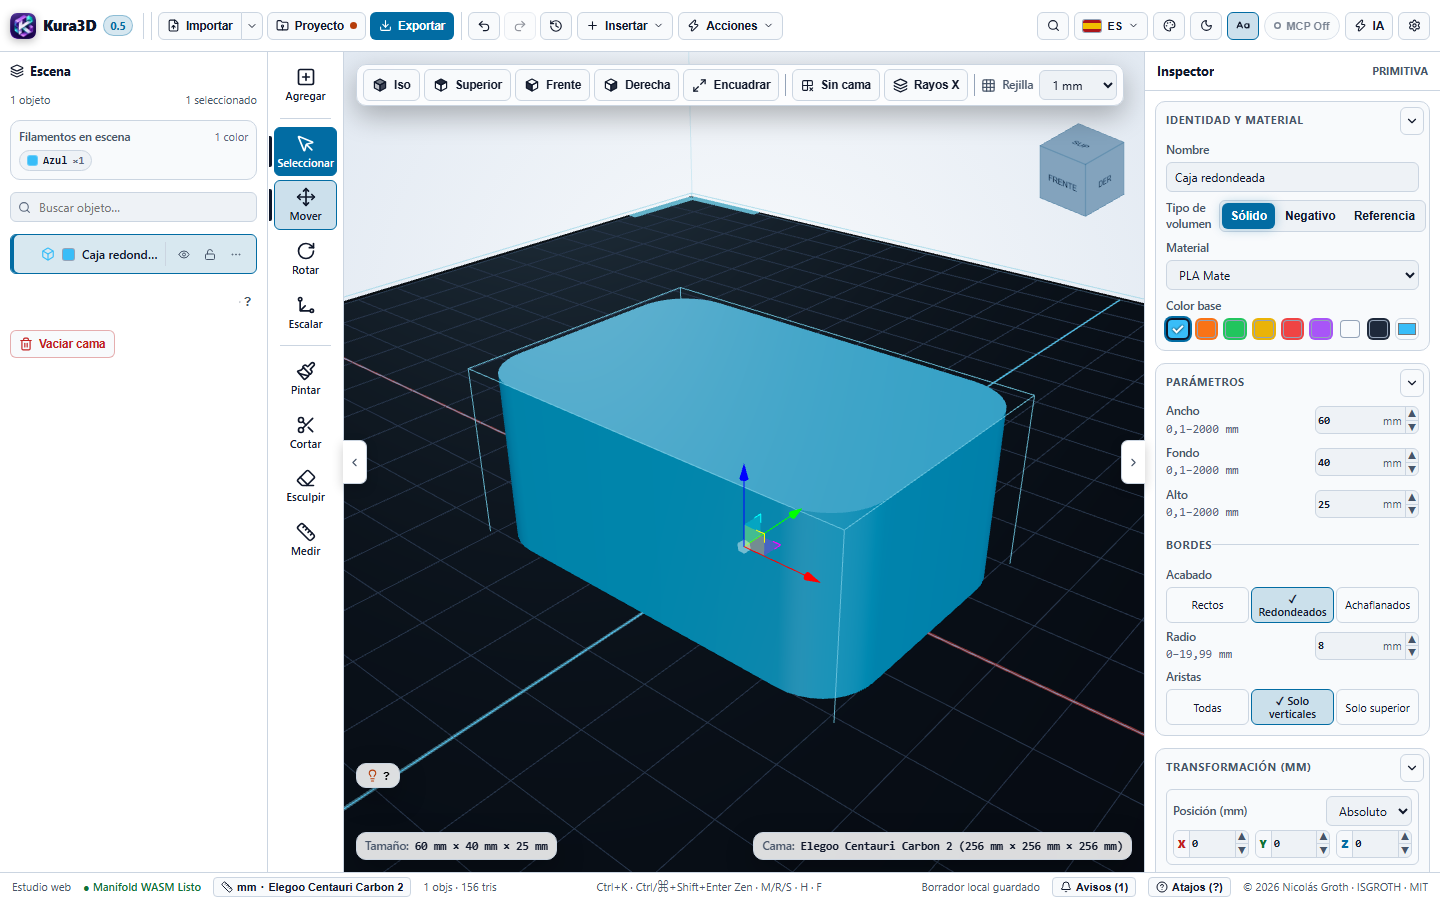 Kura3D 0.5 Importar Proyecto Exportar Insertar Acciones ES Aa MCP Off IA
Escena
1 objeto 1 seleccionado
Filamentos en escena 1 color
Azul ×1
Buscar objeto...
Caja redond...
?
Vaciar cama
Agregar
Seleccionar
Mover
Rotar
Escalar
Pintar
Cortar
Esculpir
Medir
Iso Superior Frente Derecha Encuadrar Sin cama Rayos X Rejilla 1 mm
SUP
FRENTE DER
?
Tamaño: 60 mm × 40 mm × 25 mm
Cama: Elegoo Centauri Carbon 2 (256 mm × 256 mm × 256 mm)
Inspector PRIMITIVA
IDENTIDAD Y MATERIAL
Nombre
Caja redondeada
Tipo de volumen Sólido Negativo Referencia
Material
PLA Mate
Color base
PARÁMETROS
Ancho
0,1–2000 mm 60 mm
Fondo
0,1–2000 mm 40 mm
Alto
0,1–2000 mm 25 mm
BORDES
Acabado
Rectos ✓ Redondeados Achaflanados
Radio
0–19,99 mm 8 mm
Aristas
Todas ✓ Solo verticales Solo superior
TRANSFORMACIÓN (MM)
Posición (mm) Absoluto
X 0 Y 0 Z 0
Estudio web ● Manifold WASM Listo mm · Elegoo Centauri Carbon 2 1 objs · 156 tris Ctrl+K · Ctrl/⌘+Shift+Enter Zen · M/R/S · H · F Borrador local guardado Avisos (1) Atajos (?) © 2026 Nicolás Groth · ISGROTH · MIT